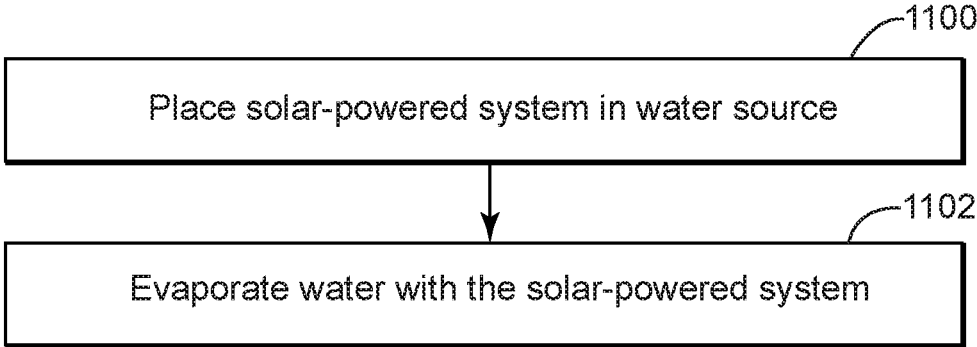 1100
Place solar-powered system in water source
1102
Evaporate water with the solar-powered system